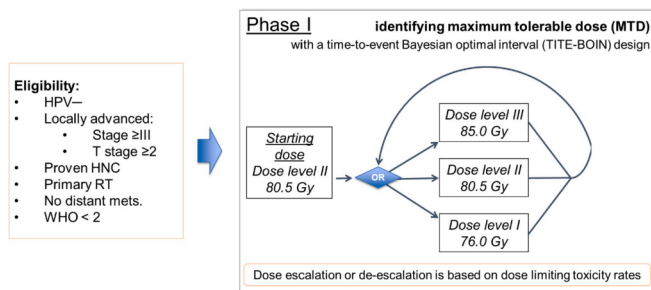 Eligibility:
• HPV—
• Locally advanced:
• Stage ≥III
• T stage ≥2
• Proven HNC
• Primary RT
• No distant mets.
• WHO < 2
Phase I
identifying maximum tolerable dose (MTD)
with a time-to-event Bayesian optimal interval (TITE-BOIN) design
Starting
dose
Dose level II
80.5 Gy
OR
Dose level III
85.0 Gy
Dose level II
80.5 Gy
Dose level I
76.0 Gy
Dose escalation or de-escalation is based on dose limiting toxicity rates